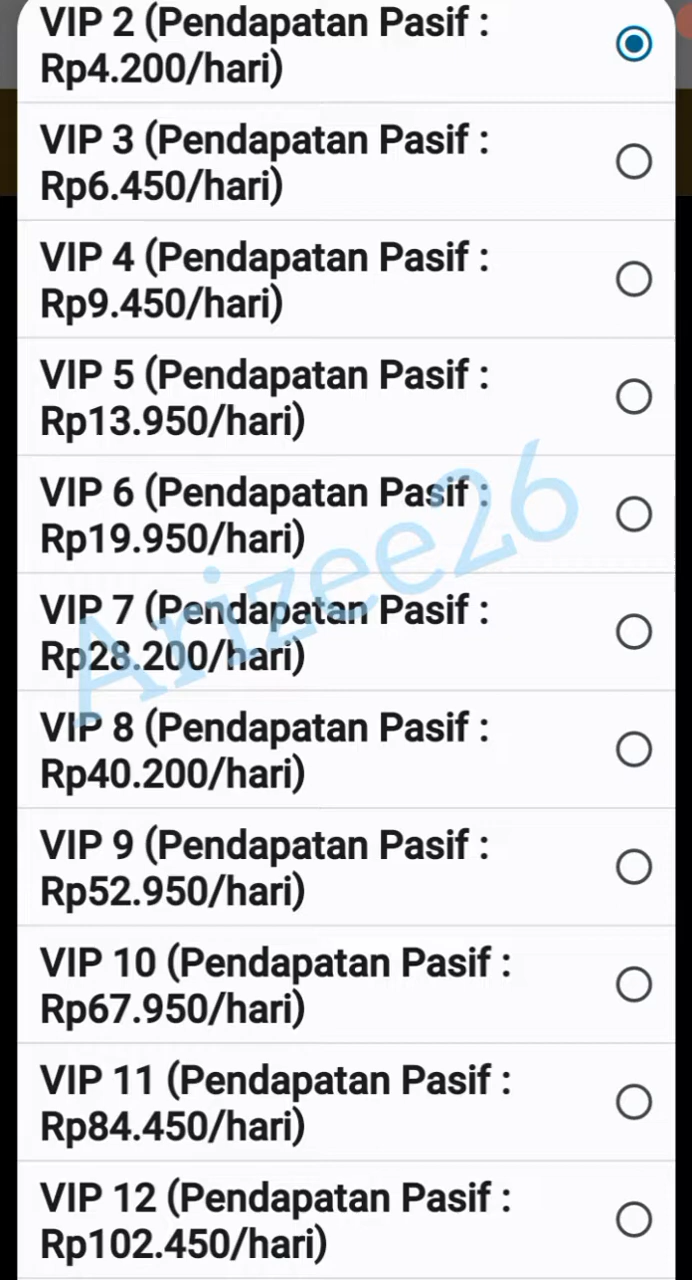 VIP 2 (Pendapatan Pasif :
Rp4.200/hari)
VIP 3 (Pendapatan Pasif :
Rp6.450/hari)
VIP 4 (Pendapatan Pasif :
Rp9.450/hari)
VIP 5 (Pendapatan Pasif :
Rp13.950/hari)
VIP 6 (Pendapatan Pasif :
Rp19.950/hari)
Arizee26
VIP 7 (Pendapatan Pasif :
Rp28.200/hari)
VIP 8 (Pendapatan Pasif :
Rp40.200/hari)
VIP 9 (Pendapatan Pasif :
Rp52.950/hari)
VIP 10 (Pendapatan Pasif :
Rp67.950/hari)
VIP 11 (Pendapatan Pasif :
Rp84.450/hari)
VIP 12 (Pendapatan Pasif :
Rp102.450/hari)